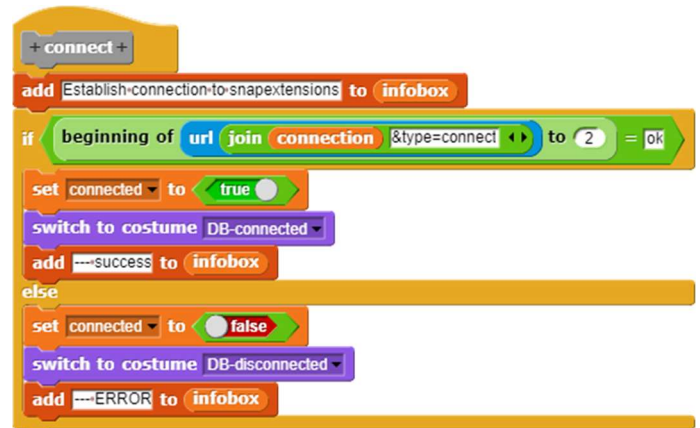 + connect +
add Establish connection to snapextensions to infobox
if beginning of url join connection &type=connect to 2 = ok
set connected to true
switch to costume DB-connected
add --- success to infobox
else
set connected to false
switch to costume DB-disconnected
add --- ERROR to infobox